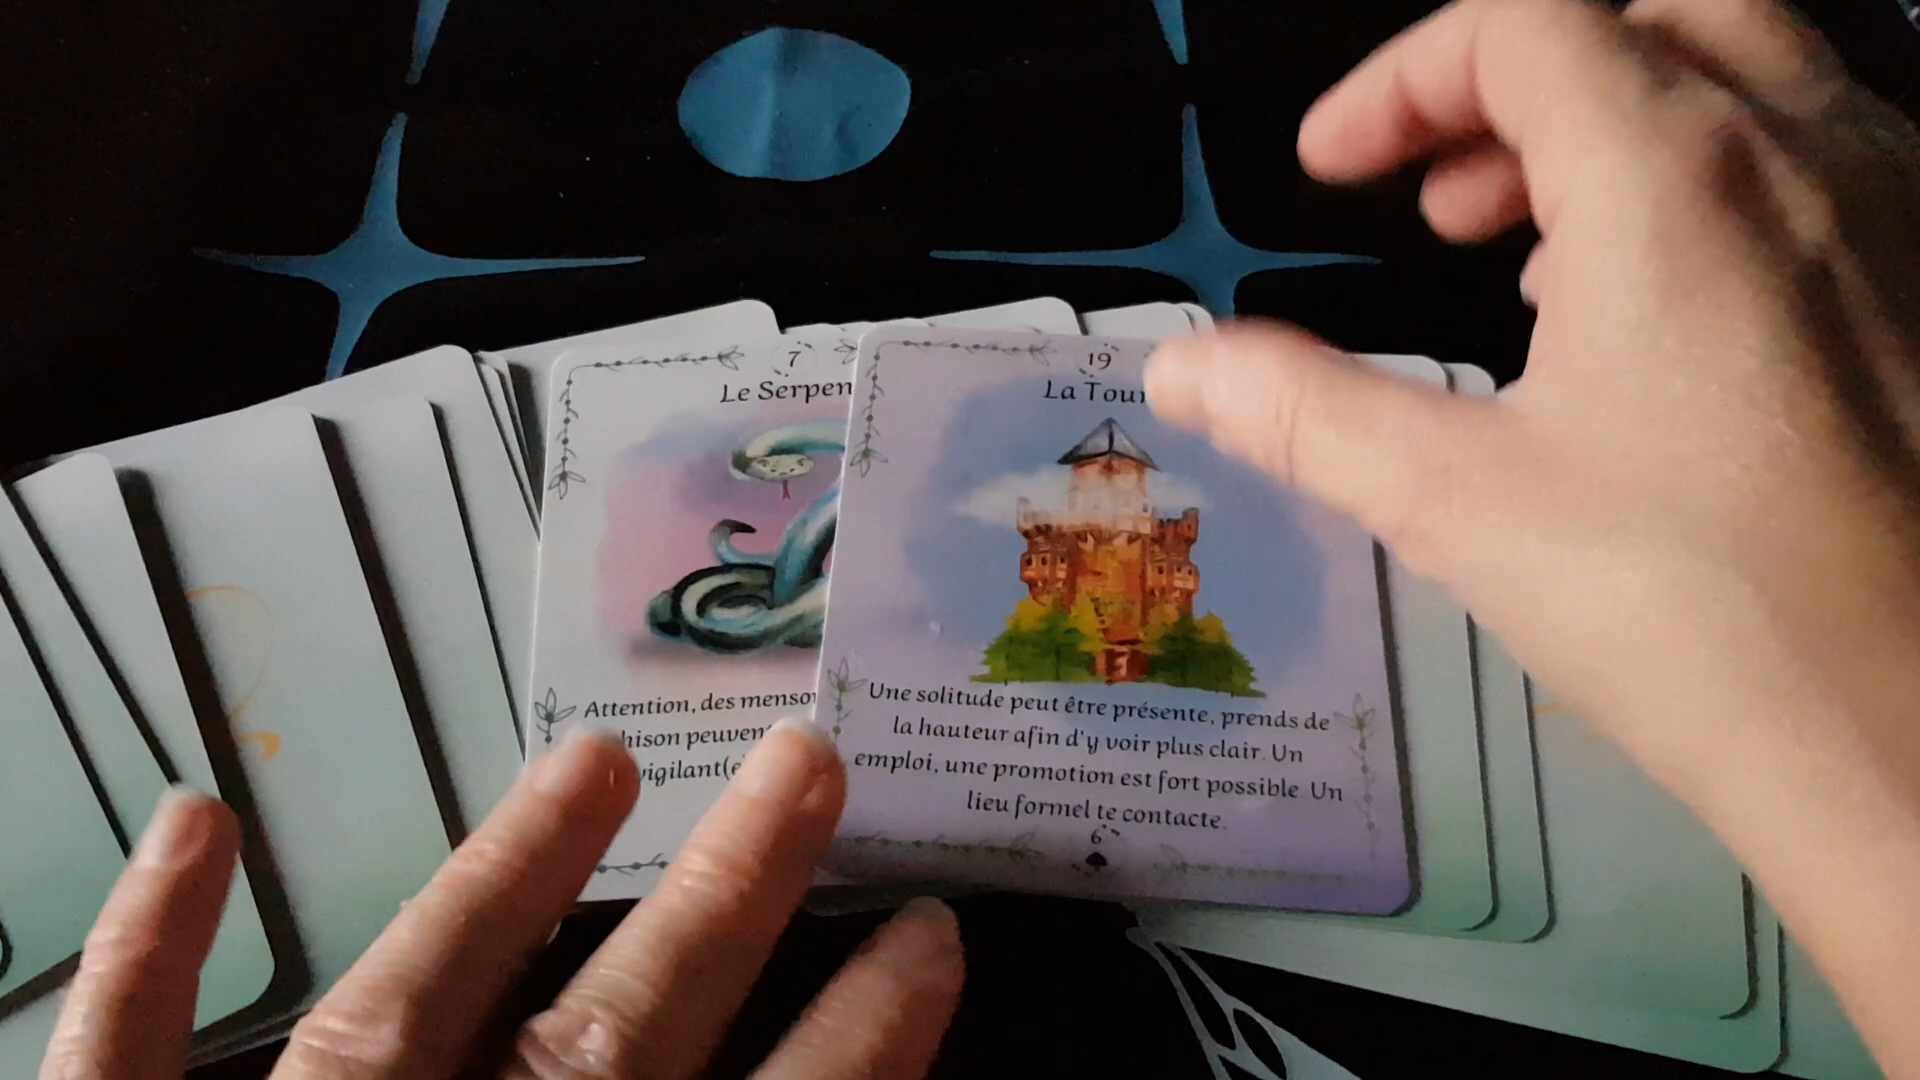 7
Le Serpen
Attention, des menso
hison peuvent
vigilant(e)
19
La Tour
Une solitude peut être présente, prends de
la hauteur afin d'y voir plus clair. Un
emploi, une promotion est fort possible. Un
lieu formel te contacte.
6